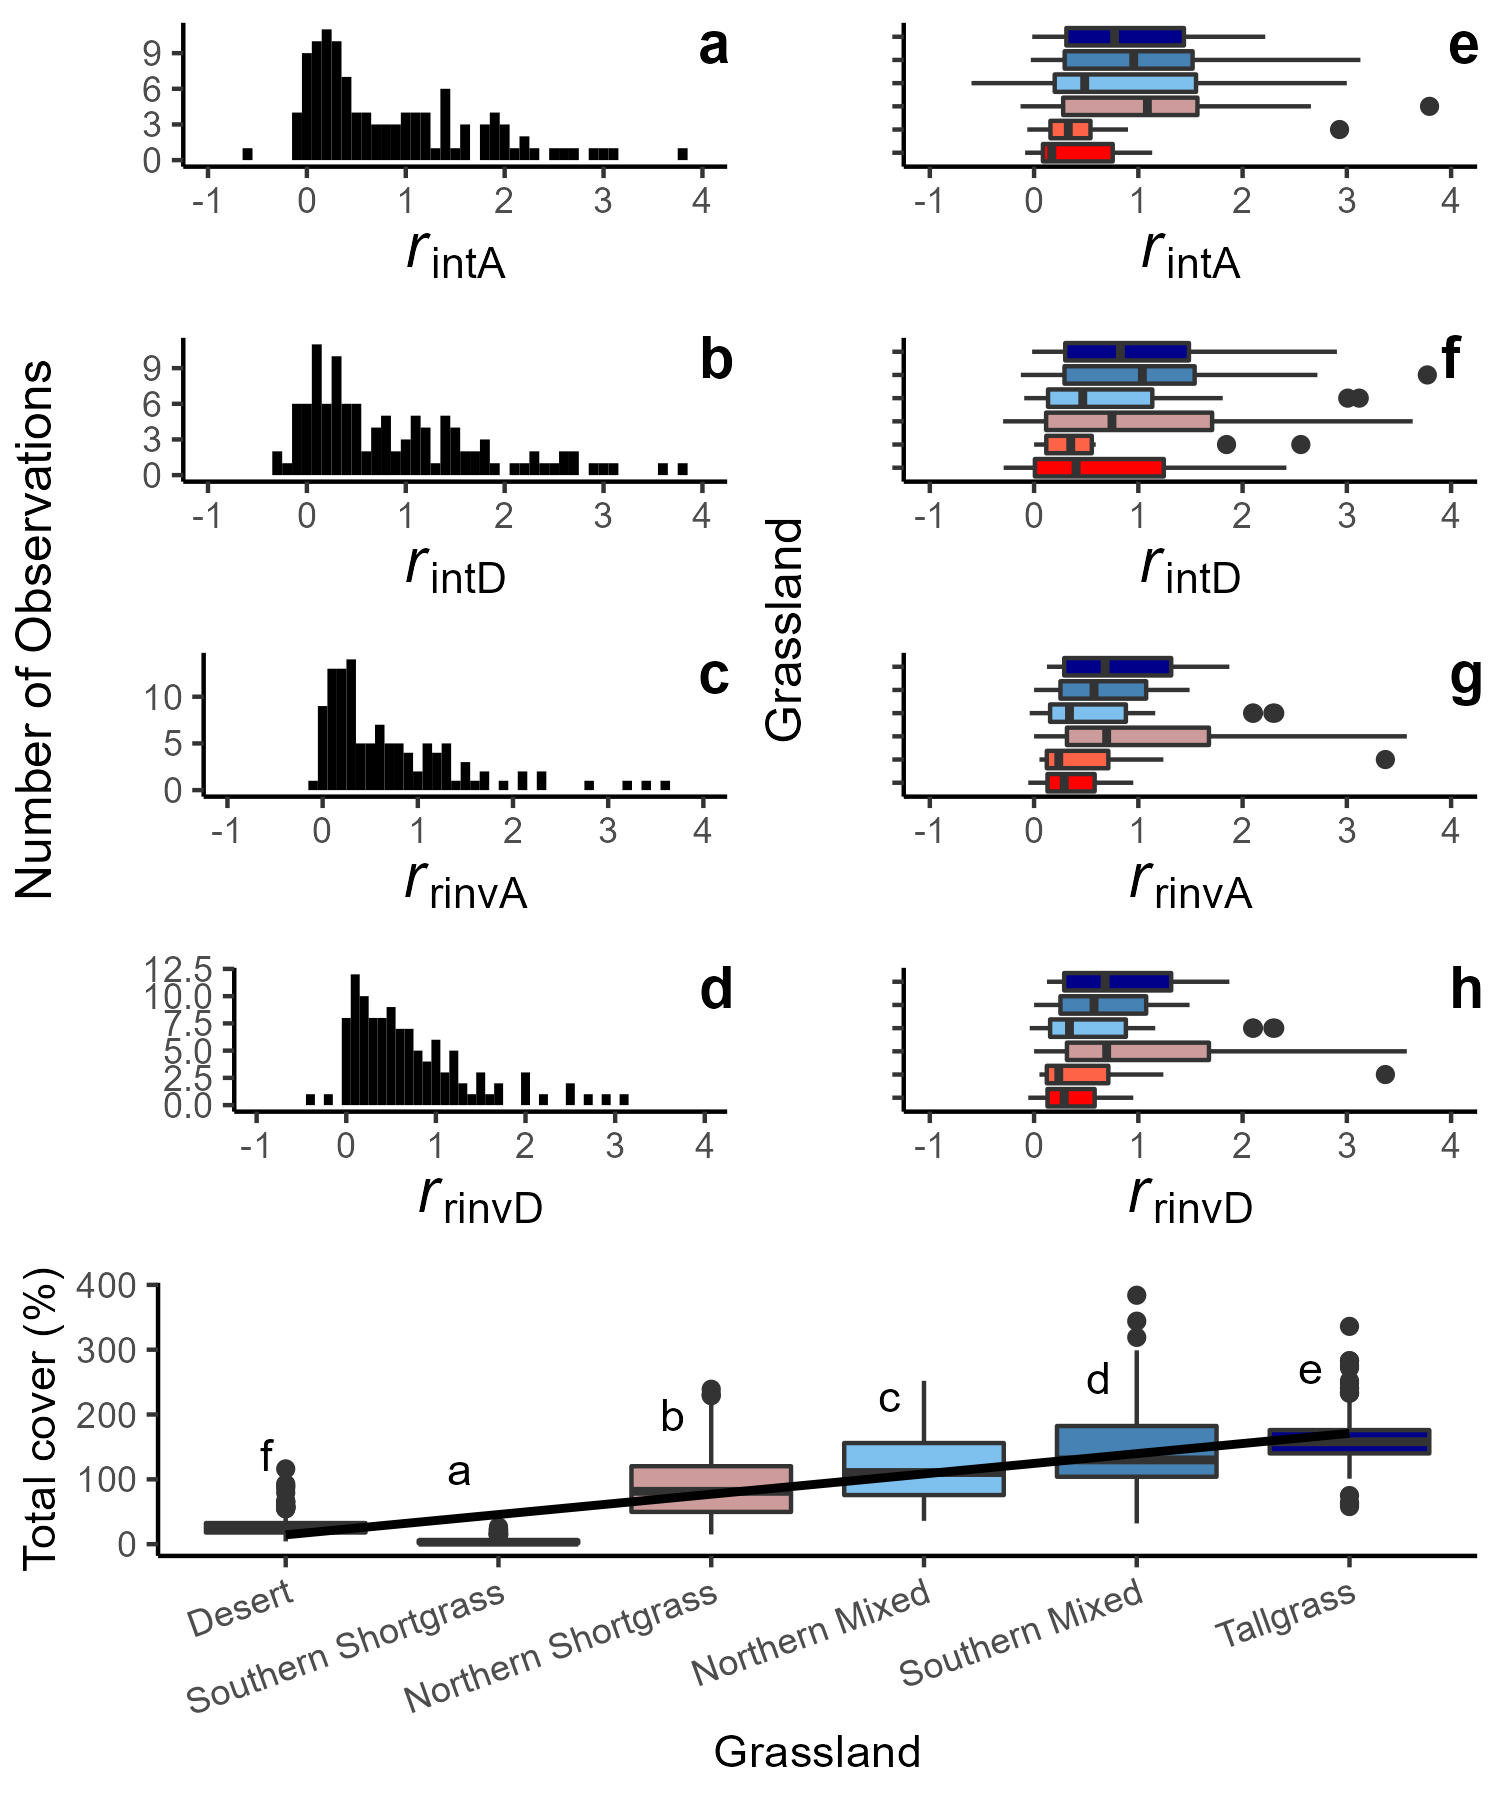 a
9
6
3
0
-1 0 1 2 3 4
r intA
e
-1 0 1 2 3 4
r intA
b
9
6
3
0
-1 0 1 2 3 4
r intD
f
-1 0 1 2 3 4
r intD
Number of Observations
Grassland
c
10
5
0
-1 0 1 2 3 4
r rinvA
g
-1 0 1 2 3 4
r rinvA
d
12.5
10.0
7.5
5.0
2.5
0.0
-1 0 1 2 3 4
r rinvD
h
-1 0 1 2 3 4
r rinvD
Total cover (%)
400
300
200
100
0
f a b c d e
Desert
Southern Shortgrass
Northern Shortgrass
Northern Mixed
Southern Mixed
Tallgrass
Grassland